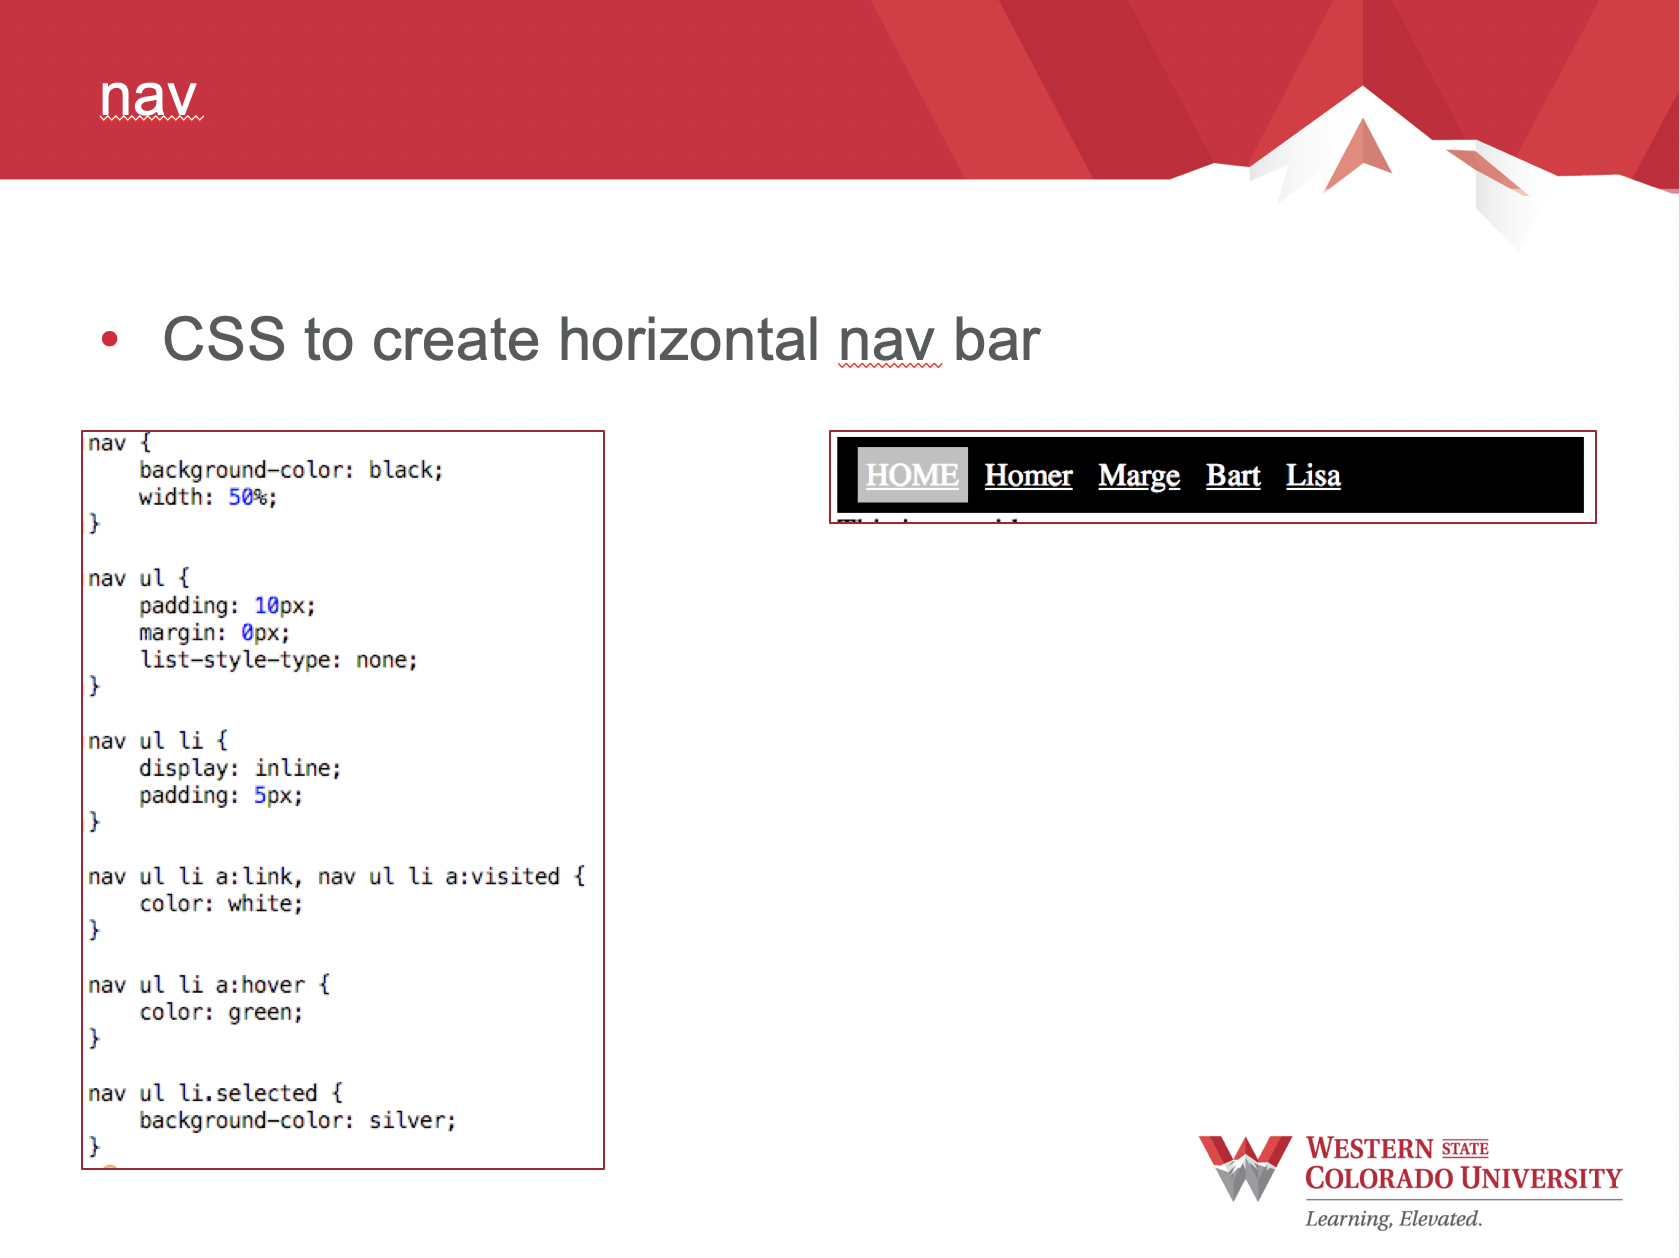 nav
• CSS to create horizontal nav bar
nav {
    background-color: black;
    width: 50%;
}

nav ul {
    padding: 10px;
    margin: 0px;
    list-style-type: none;
}

nav ul li {
    display: inline;
    padding: 5px;
}

nav ul li a:link, nav ul li a:visited {
    color: white;
}

nav ul li a:hover {
    color: green;
}

nav ul li.selected {
    background-color: silver;
}
HOME Homer Marge Bart Lisa
WESTERN STATE
COLORADO UNIVERSITY
Learning, Elevated.